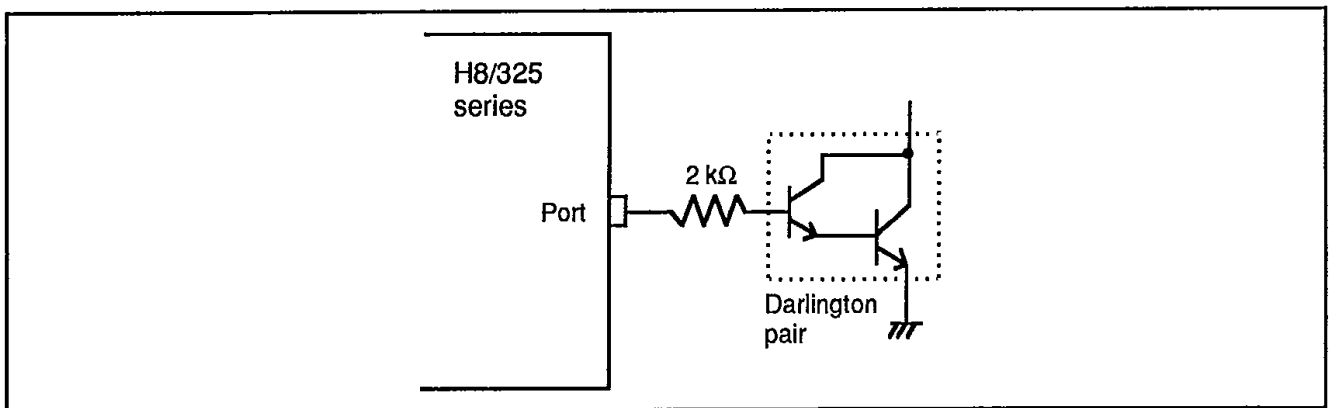 H8/325
series
2 kΩ
Port
Darlington
pair